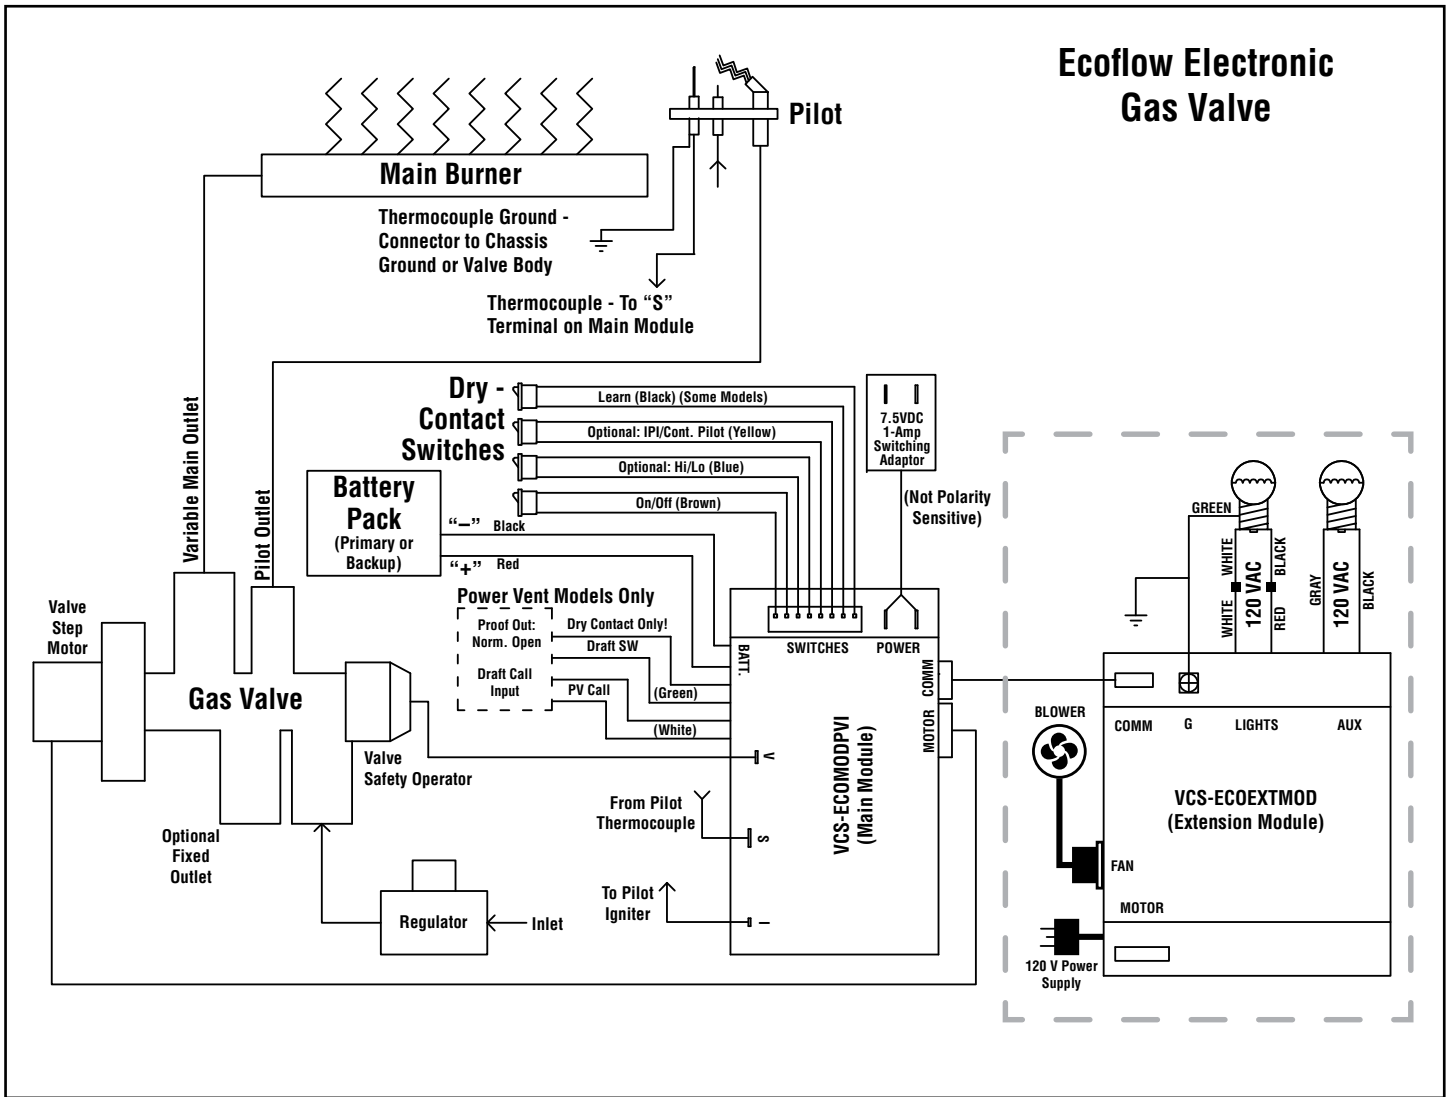 Ecoflow Electronic
Gas Valve
Pilot
Main Burner
Thermocouple Ground -
Connector to Chassis
Ground or Valve Body
Thermocouple - To “S”
Terminal on Main Module
Variable Main Outlet
Pilot Outlet
Dry -
Contact
Switches
Learn (Black) (Some Models)
Optional: IPI/Cont. Pilot (Yellow)
Optional: Hi/Lo (Blue)
On/Off (Brown)
7.5VDC
1-Amp
Switching
Adaptor
(Not Polarity
Sensitive)
Battery
Pack
(Primary or
Backup)
“–” Black
“+” Red
Power Vent Models Only
Proof Out:
Norm. Open
Draft Call
Input
Dry Contact Only!
Draft SW
(Green)
PV Call
(White)
Valve
Step
Motor
Gas Valve
Valve
Safety Operator
Optional
Fixed
Outlet
Regulator
Inlet
From Pilot
Thermocouple
To Pilot
Igniter
BATT.
SWITCHES
POWER
COMM
MOTOR
V
S
I
VCS-ECOMODPVI
(Main Module)
GREEN
WHITE
BLACK
WHITE
120 VAC
RED
GRAY
120 VAC
BLACK
BLOWER
COMM
G
LIGHTS
AUX
VCS-ECOEXTMOD
(Extension Module)
FAN
MOTOR
120 V Power
Supply